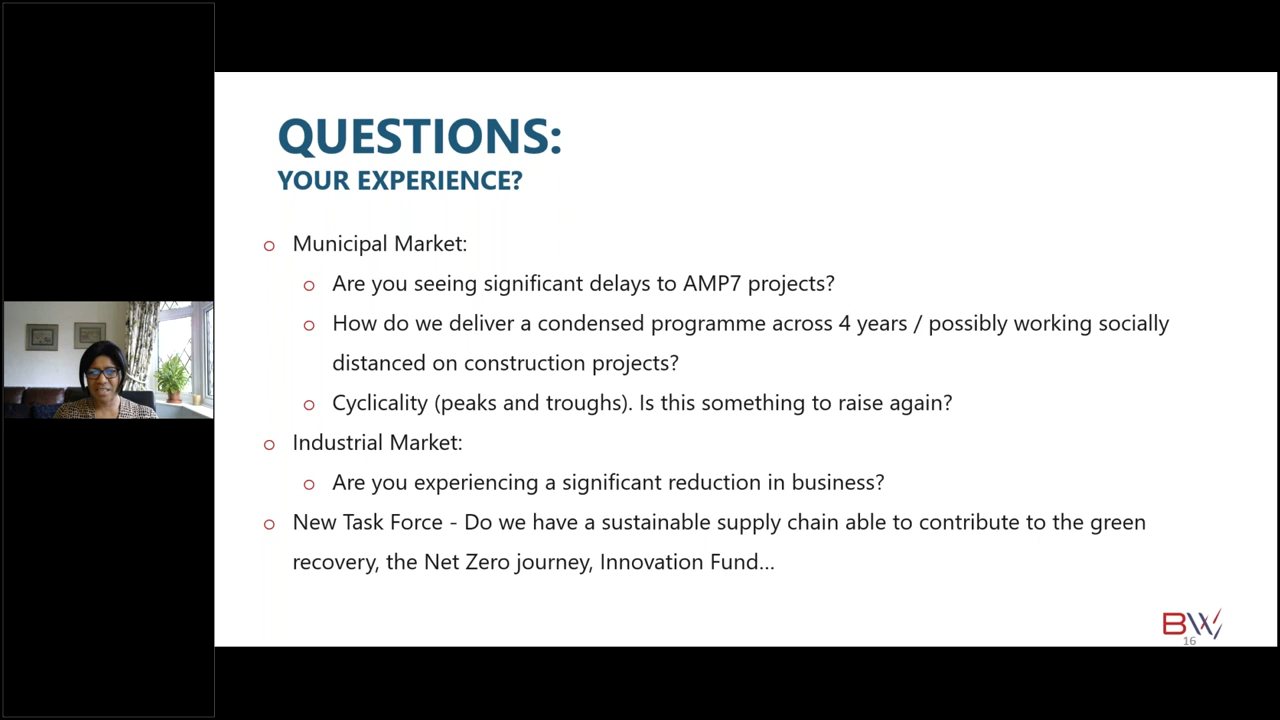 QUESTIONS:
YOUR EXPERIENCE?
o Municipal Market:
o Are you seeing significant delays to AMP7 projects?
o How do we deliver a condensed programme across 4 years / possibly working socially
distanced on construction projects?
o Cyclicality (peaks and troughs). Is this something to raise again?
o Industrial Market:
o Are you experiencing a significant reduction in business?
o New Task Force - Do we have a sustainable supply chain able to contribute to the green
recovery, the Net Zero journey, Innovation Fund...
BW
16